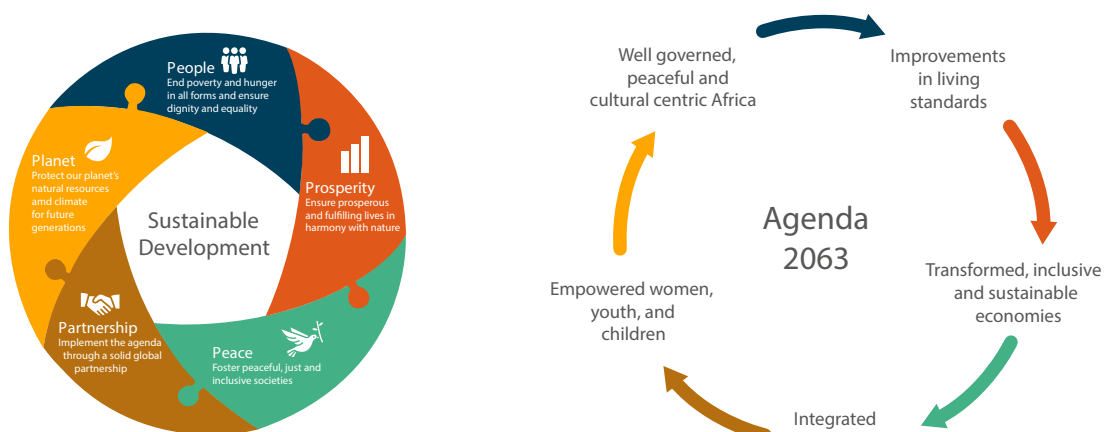 People
End poverty and hunger
in all forms and ensure
dignity and equality
Prosperity
Ensure prosperous
and fulfilling lives in
harmony with nature
Peace
Foster peaceful, just and
inclusive societies
Partnership
Implement the agenda
through a solid global
partnership
Planet
Protect our planet's
natural resources
amd climate
for future
generations
Sustainable
Development
Well governed,
peaceful and
cultural centric Africa
Improvements
in living
standards
Transformed, inclusive
and sustainable
economies
Integrated
Empowered women,
youth, and
children
Agenda
2063